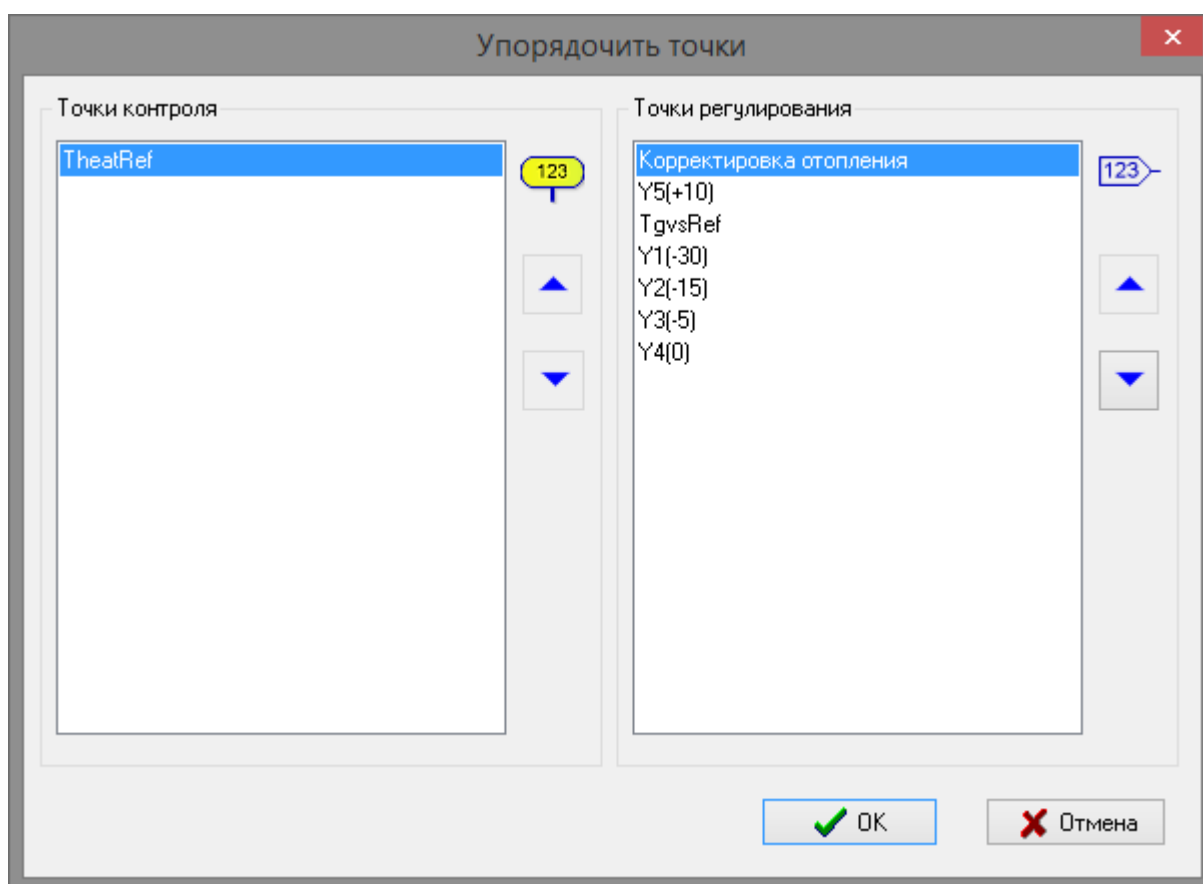 Упорядочить точки
Точки контроля
TheatRef
123
Точки регулирования
Корректировка отопления
Y5(+10)
TgvsRef
Y1(-30)
Y2(-15)
Y3(-5)
Y4(0)
123
OK
Отмена